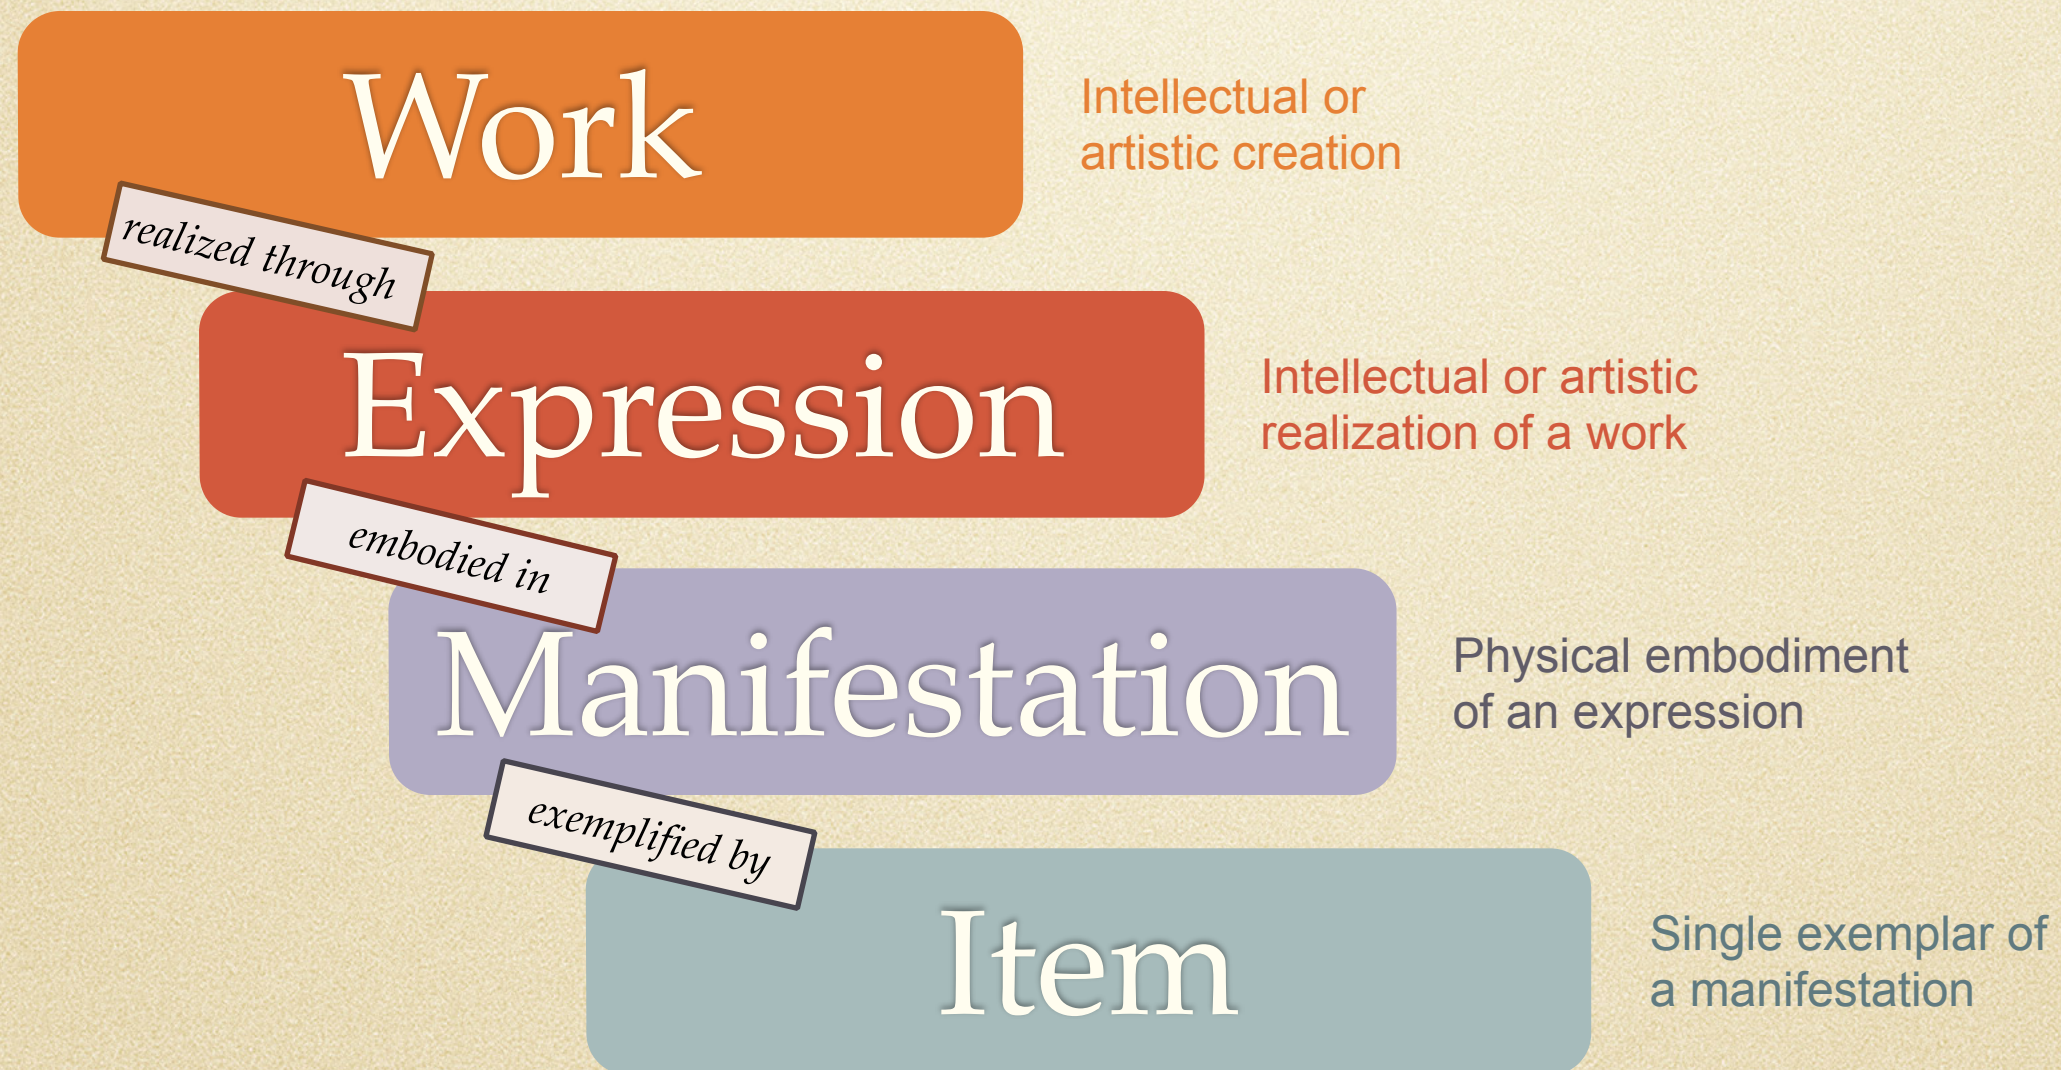 Work
Intellectual or
artistic creation
realized through
Expression
Intellectual or artistic
realization of a work
embodied in
Manifestation
Physical embodiment
of an expression
exemplified by
Item
Single exemplar of
a manifestation